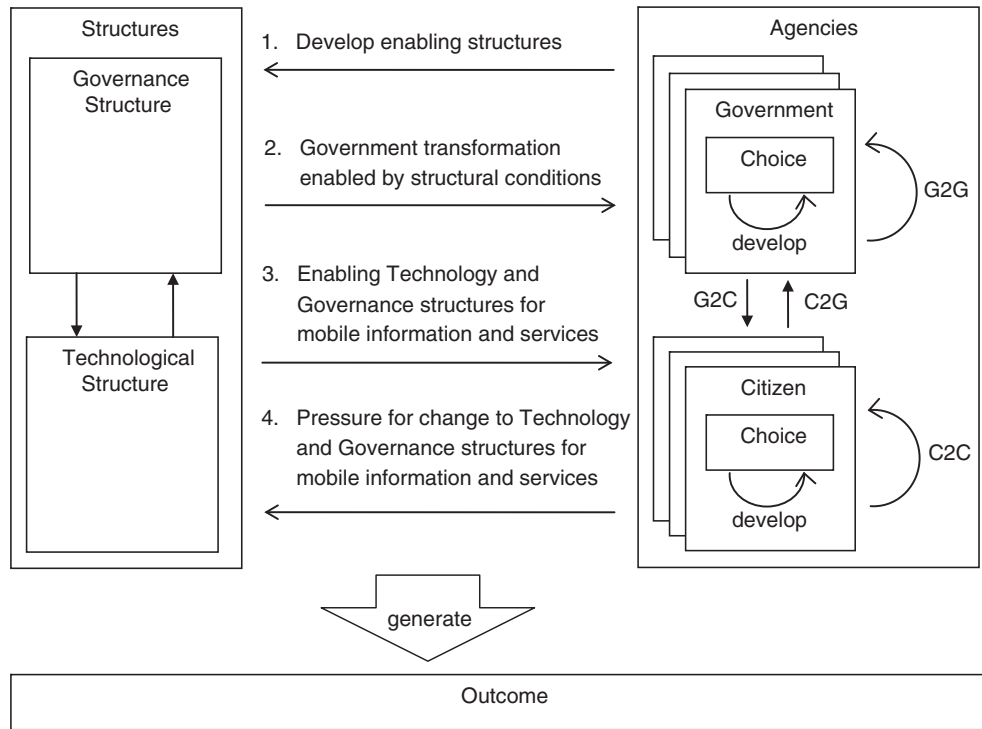 Structures
Governance
Structure
Technological
Structure
1. Develop enabling structures
2. Government transformation
enabled by structural conditions
3. Enabling Technology and
Governance structures for
mobile information and services
4. Pressure for change to Technology
and Governance structures for
mobile information and services
Agencies
Government
Choice
develop
G2G
G2C
C2G
Citizen
Choice
develop
C2C
generate
Outcome